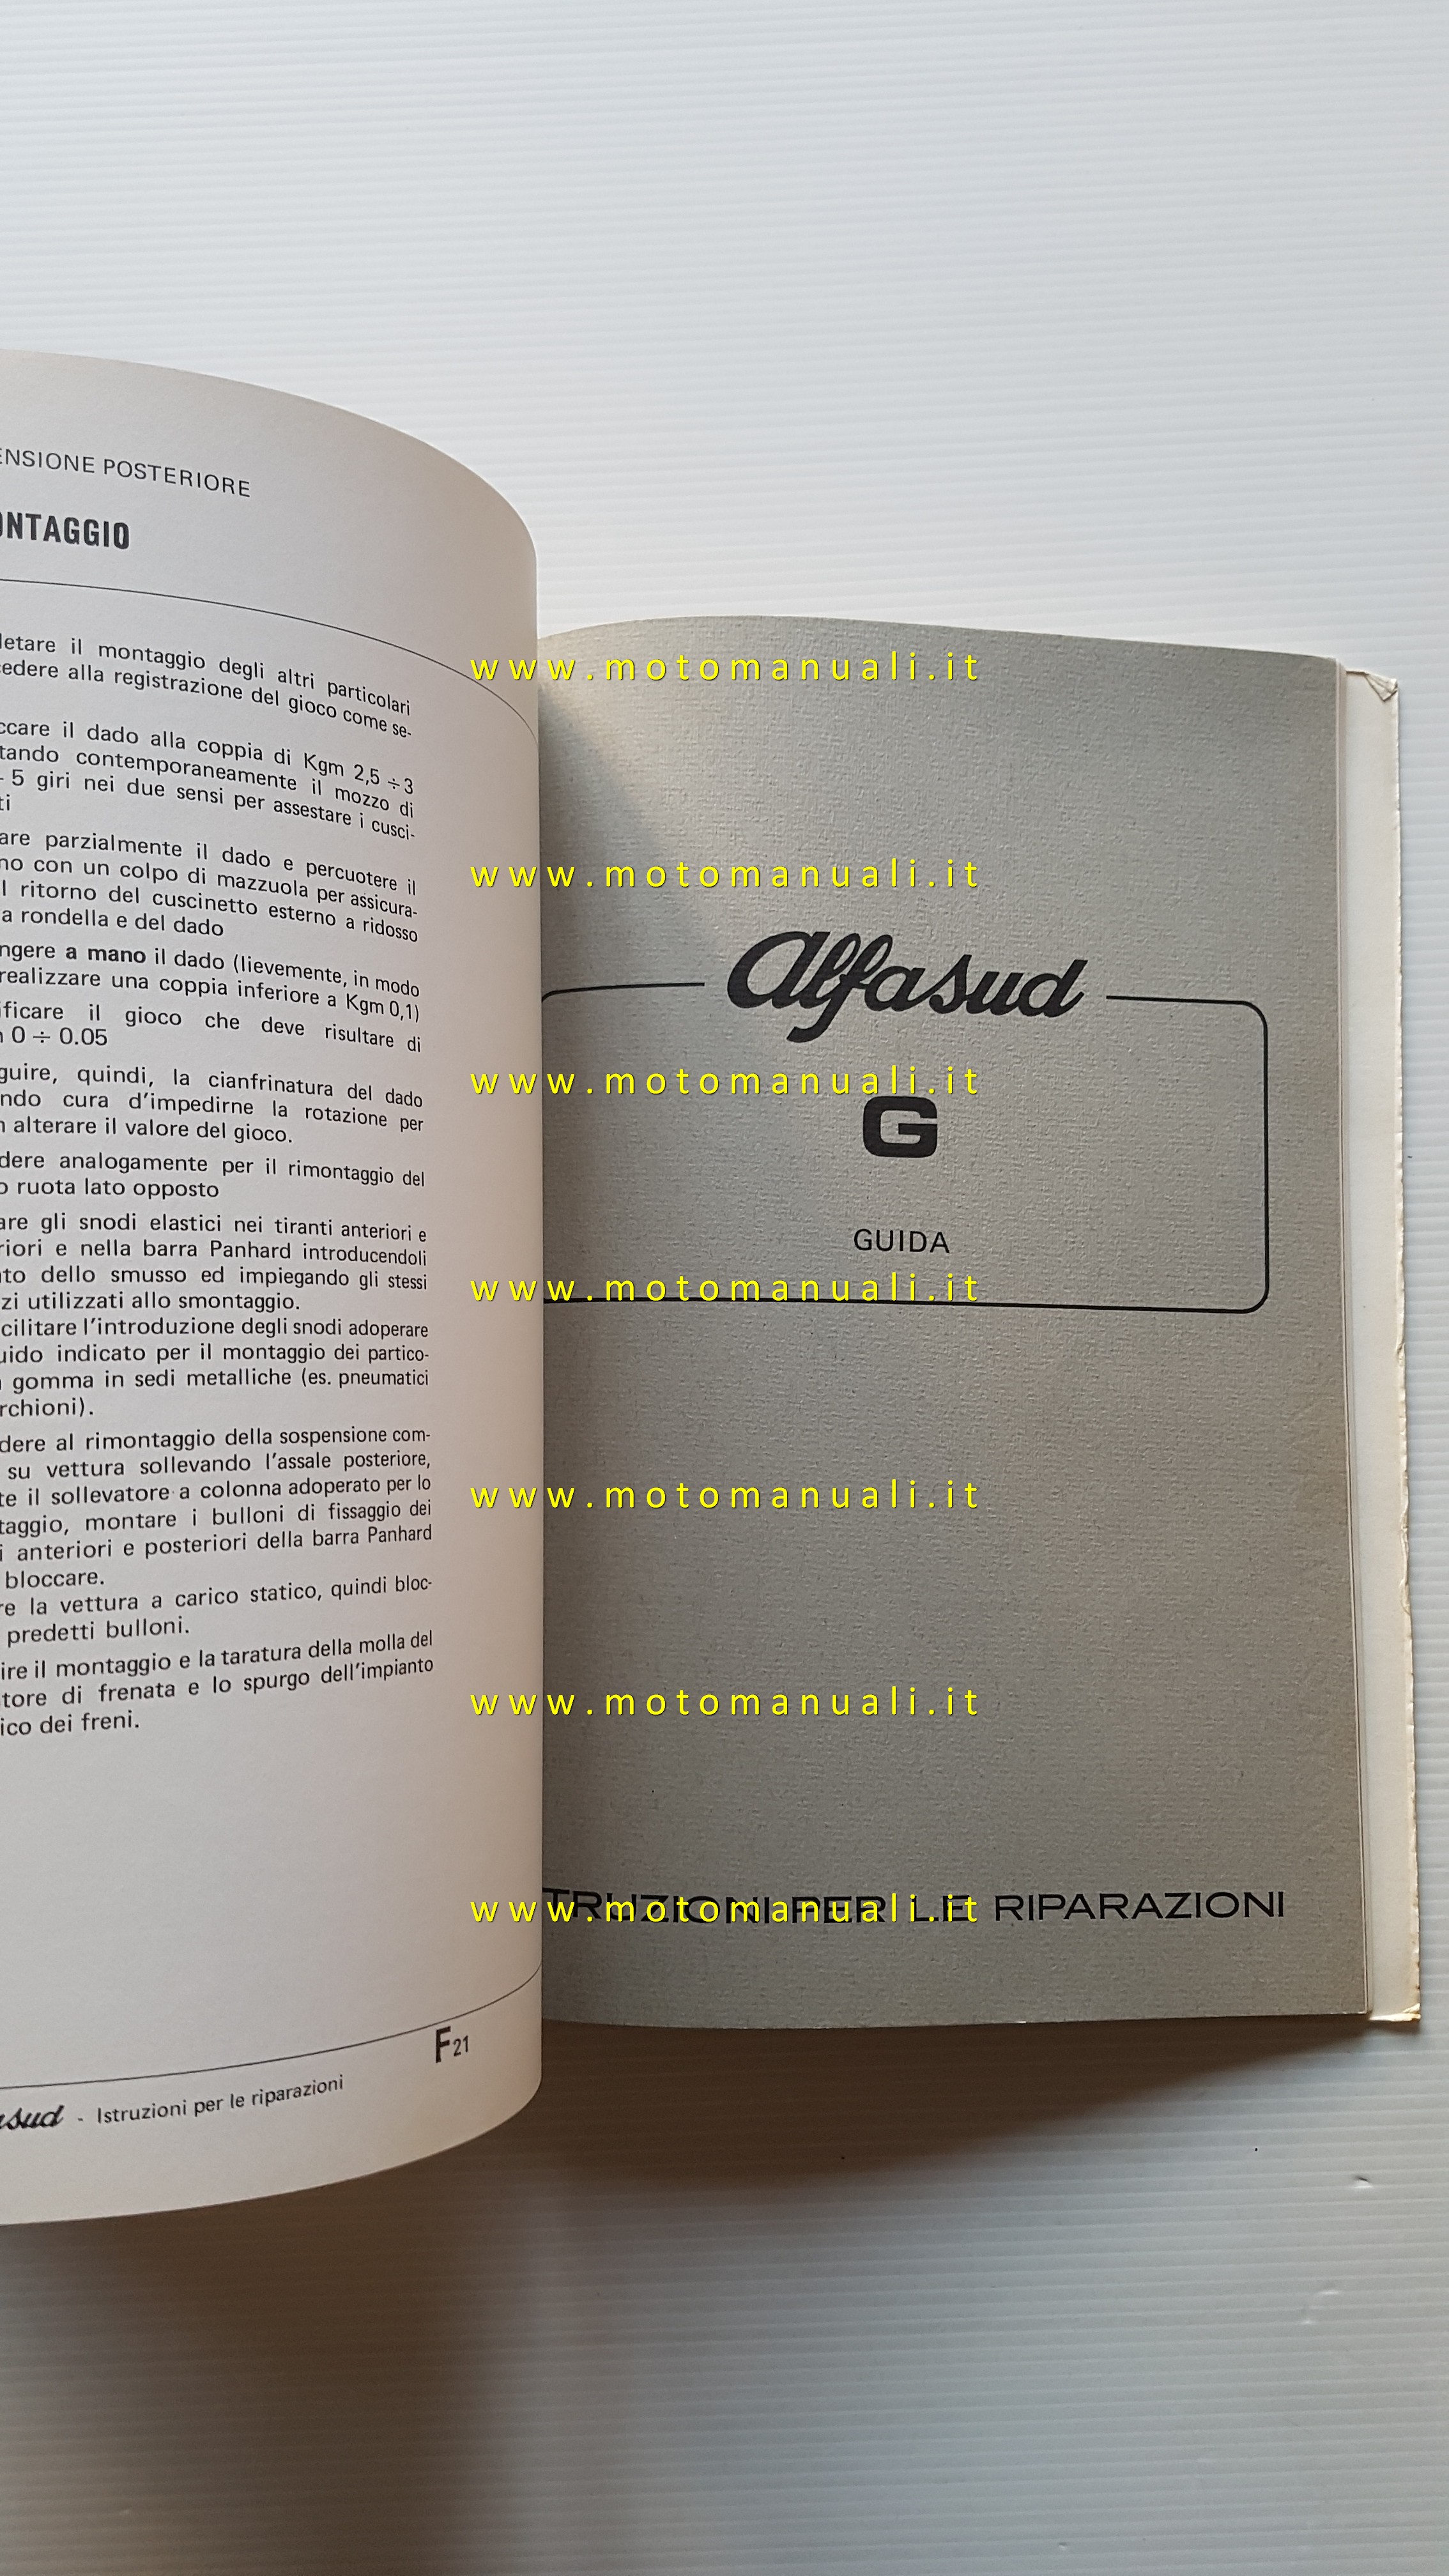 ENSIONE POSTERIORE
ONTAGGIO
letare il montaggio degli altri particolari
cedere alla registrazione del gioco come se-
ccare il dado alla coppia di Kgm 2,5 ÷ 3
tando contemporaneamente il mozzo di
5 giri nei due sensi per assestare i cusci-
ti
are parzialmente il dado e percuotere il
no con un colpo di mazzuola per assicura-
l ritorno del cuscinetto esterno a ridosso
a rondella e del dado
ngere a mano il dado (lievemente, in modo
realizzare una coppia inferiore a Kgm 0,1)
ificare il gioco che deve risultare di
0 ÷ 0.05
guire, quindi, la cianfrinatura del dado
ndo cura d'impedirne la rotazione per
n alterare il valore del gioco.
dere analogamente per il rimontaggio del
o ruota lato opposto
are gli snodi elastici nei tiranti anteriori e
riori e nella barra Panhard introducendoli
to dello smusso ed impiegando gli stessi
zi utilizzati allo smontaggio.
cilitare l'introduzione degli snodi adoperare
uido indicato per il montaggio dei partico-
gomma in sedi metalliche (es. pneumatici
rchioni).
dere al rimontaggio della sospensione com-
su vettura sollevando l'assale posteriore,
te il sollevatore a colonna adoperato per lo
taggio, montare i bulloni di fissaggio dei
i anteriori e posteriori della barra Panhard
bloccare.
re la vettura a carico statico, quindi bloc-
predetti bulloni.
ire il montaggio e la taratura della molla del
tore di frenata e lo spurgo dell'impianto
ico dei freni.
F21
asud - Istruzioni per le riparazioni
www.motomanuali.it
www.motomanuali.it
Alfasud
www.motomanuali.it
G
GUIDA
www.motomanuali.it
www.motomanuali.it
www.motomanuali.it
TRUZIONI PER LE RIPARAZIONI
www.motomanuali.it